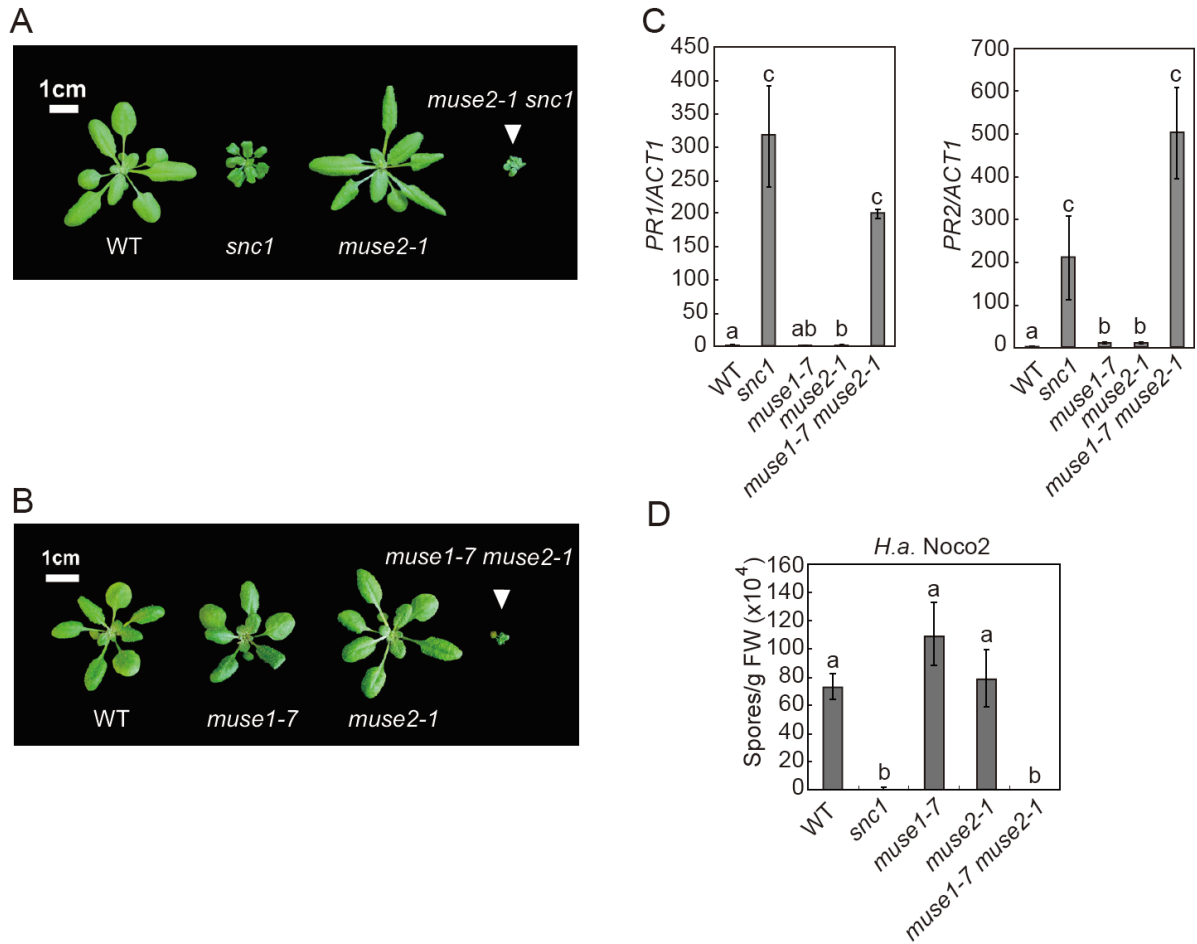 A
1cm
muse2-1 snc1
WT
snc1
muse2-1
B
1cm
muse1-7 muse2-1
WT
muse1-7
muse2-1
C
PR1/ACT1
450
400
350
300
250
200
150
100
50
0
a
c
ab
b
c
WT
snc1
muse1-7
muse2-1
muse1-7 muse2-1
PR2/ACT1
700
600
500
400
300
200
100
0
a
c
b
b
c
WT
snc1
muse1-7
muse2-1
muse1-7 muse2-1
D
H.a. Noco2
Spores/g FW (x10⁴)
160
140
120
100
80
60
40
20
0
a
b
a
a
b
WT
snc1
muse1-7
muse2-1
muse1-7 muse2-1